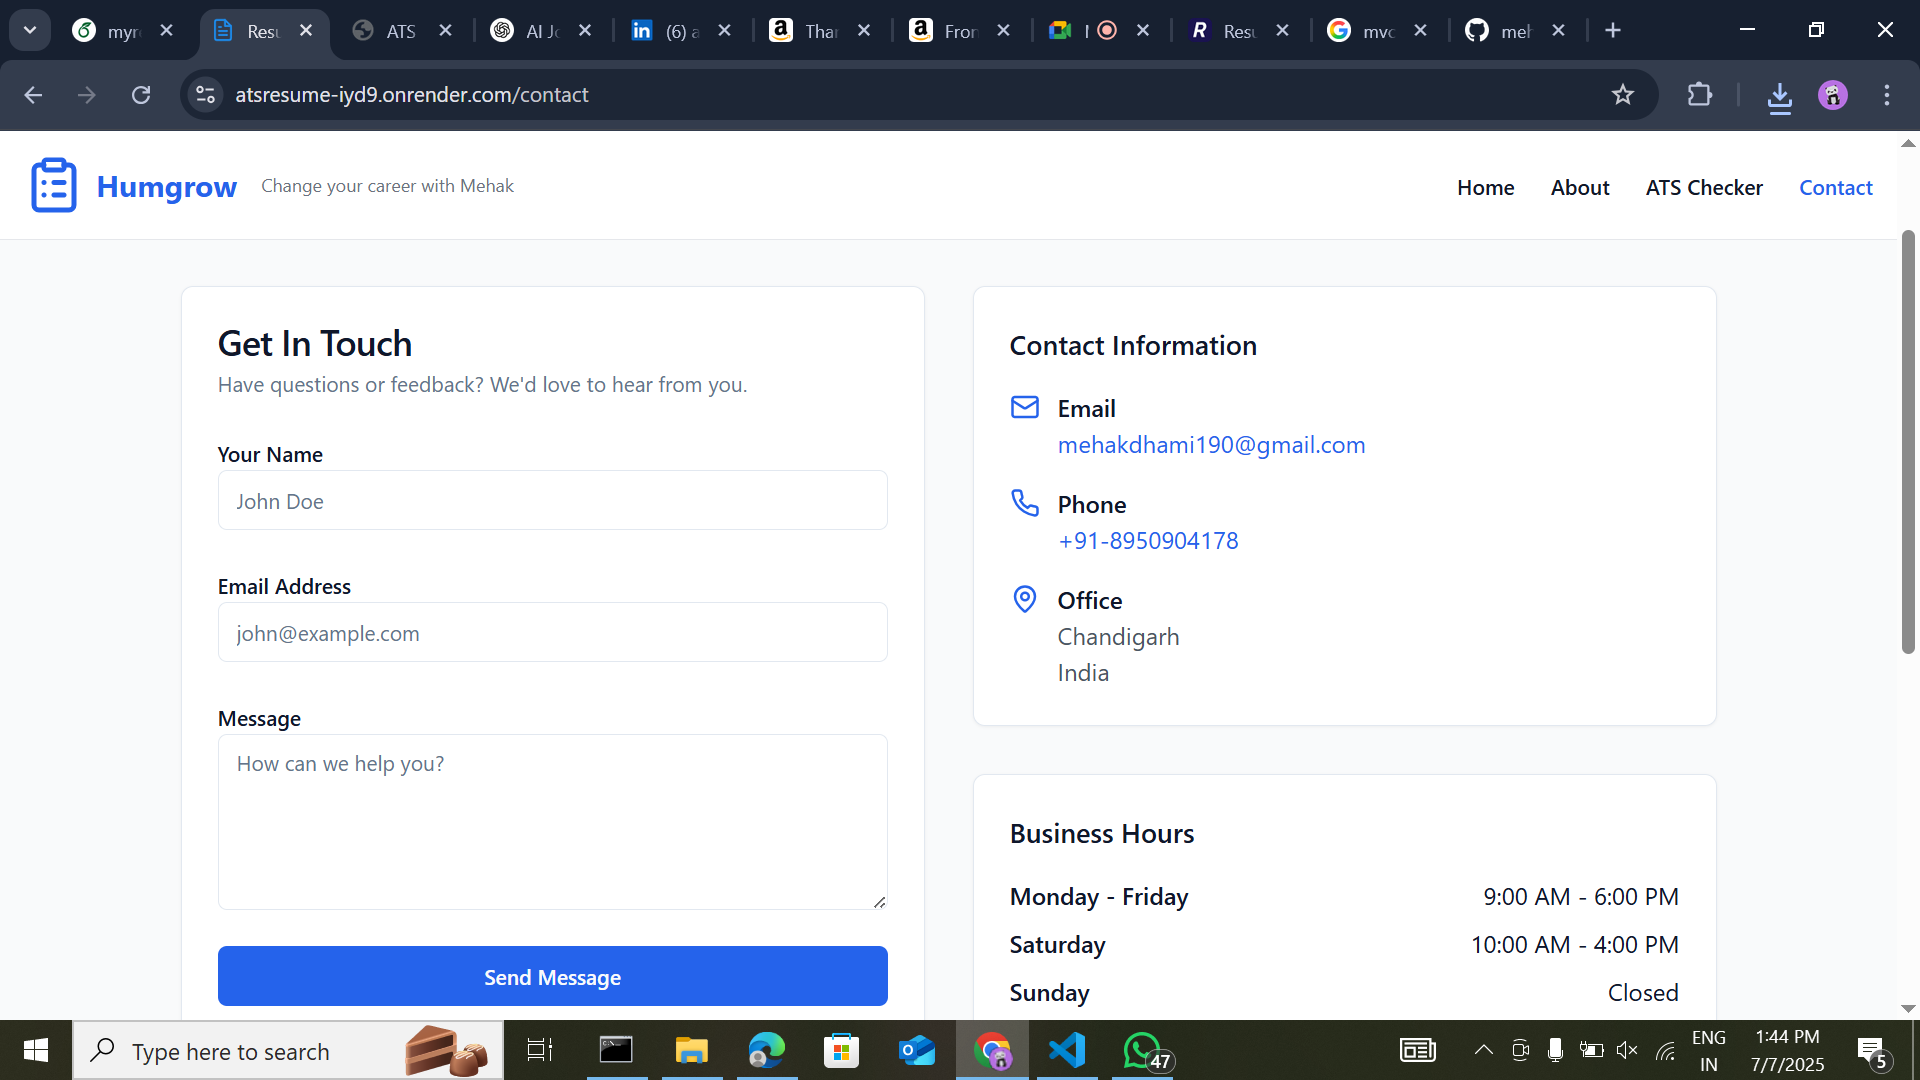 myr
Resu
ATS
AI Jo
(6) a
Than
Fron
Resu
mvc
meh
atsresume-iyd9.onrender.com/contact
Humgrow
Change your career with Mehak
Home
About
ATS Checker
Contact
Get In Touch
Have questions or feedback? We'd love to hear from you.
Your Name
John Doe
Email Address
john@example.com
Message
How can we help you?
Send Message
Contact Information
Email
mehakdhami190@gmail.com
Phone
+91-8950904178
Office
Chandigarh
India
Business Hours
Monday - Friday 9:00 AM - 6:00 PM
Saturday 10:00 AM - 4:00 PM
Sunday Closed
Type here to search
47
ENG
IN
1:44 PM
7/7/2025
5